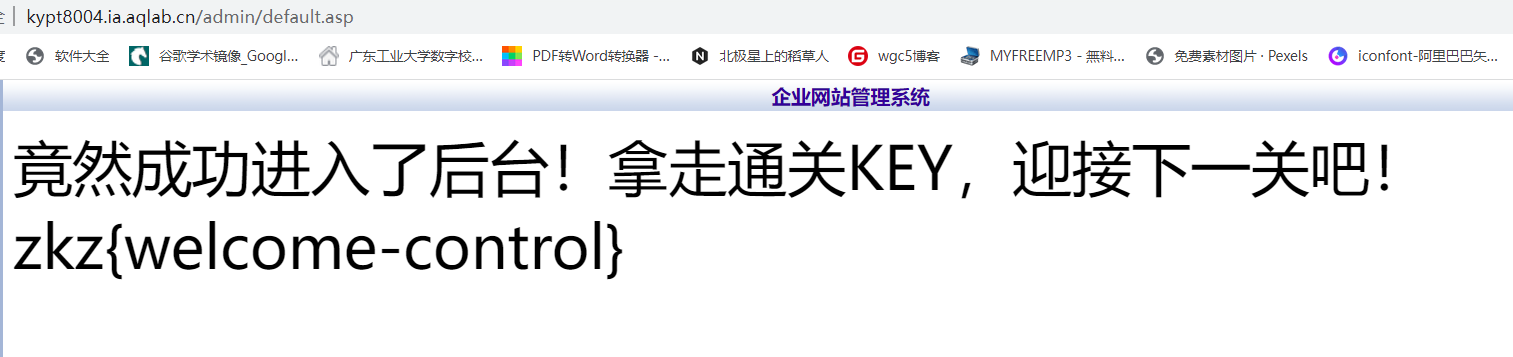 kypt8004.ia.aqlab.cn/admin/default.asp
软件大全 谷歌学术镜像_Googl... 广东工业大学数字校... PDF转Word转换器 -... 北极星上的稻草人 wgc5博客 MYFREEMP3 - 無料... 免费素材图片 · Pexels iconfont-阿里巴巴矢...
企业网站管理系统
竟然成功进入了后台！拿走通关KEY，迎接下一关吧！
zkz{welcome-control}